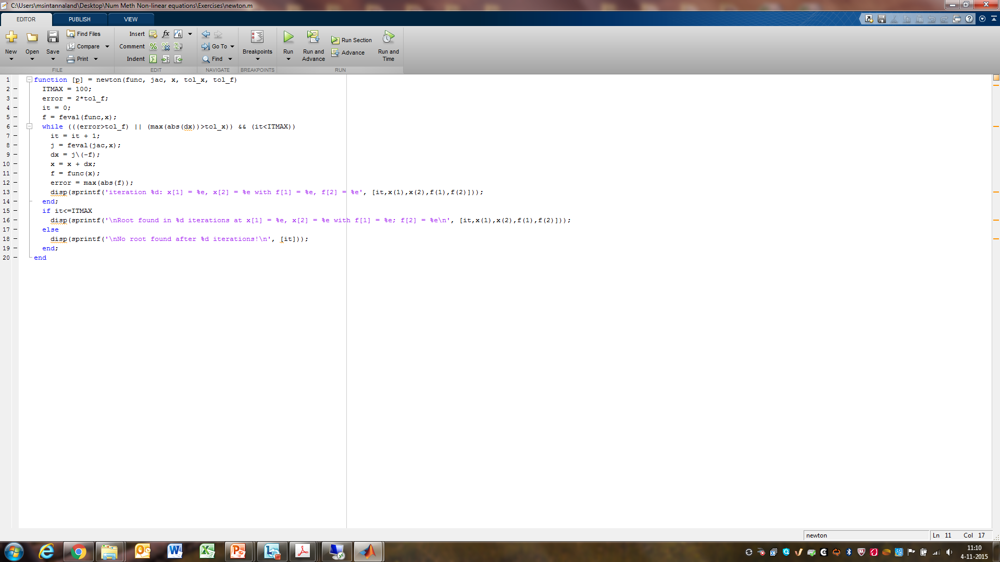 C:\Users\msintannaland\Desktop\Num Meth Non-linear equations\Exercises\newton.m
EDITOR PUBLISH VIEW
New Open Save Find Files Compare Print
Insert fx Comment Indent
Go To Find
Breakpoints
Run Run and Advance Run Section Advance Run and Time
FILE EDIT NAVIGATE BREAKPOINTS RUN
1 function [p] = newton(func, jac, x, tol_x, tol_f)
2 - ITMAX = 100;
3 - error = 2*tol_f;
4 - it = 0;
5 - f = feval(func,x);
6 - while (((error>tol_f) || (max(abs(dx))>tol_x)) && (it<ITMAX))
7 - it = it + 1;
8 - j = feval(jac,x);
9 - dx = j\(-f);
10 - x = x + dx;
11 - f = func(x);
12 - error = max(abs(f));
13 - disp(sprintf('iteration %d: x[1] = %e, x[2] = %e with f[1] = %e, f[2] = %e', [it,x(1),x(2),f(1),f(2)]));
14 - end;
15 - if it<=ITMAX
16 - disp(sprintf('\nRoot found in %d iterations at x[1] = %e, x[2] = %e with f[1] = %e; f[2] = %e\n', [it,x(1),x(2),f(1),f(2)]));
17 - else
18 - disp(sprintf('\nNo root found after %d iterations!\n', [it]));
19 - end;
20 - end
newton Ln 11 Col 17
11:10
4-11-2015